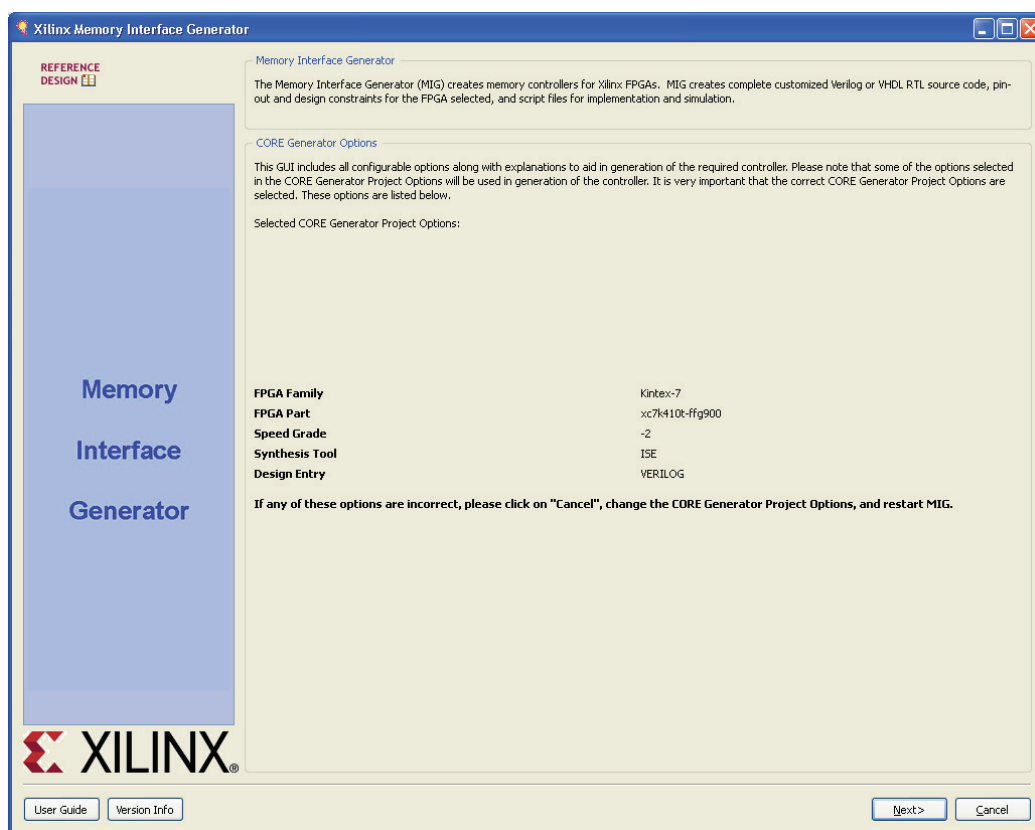 Xilinx Memory Interface Generator
REFERENCE
DESIGN
Memory Interface Generator
The Memory Interface Generator (MIG) creates memory controllers for Xilinx FPGAs. MIG creates complete customized Verilog or VHDL RTL source code, pin-
out and design constraints for the FPGA selected, and script files for implementation and simulation.
CORE Generator Options
This GUI includes all configurable options along with explanations to aid in generation of the required controller. Please note that some of the options selected
in the CORE Generator Project Options will be used in generation of the controller. It is very important that the correct CORE Generator Project Options are
selected. These options are listed below.
Selected CORE Generator Project Options:
Memory
Interface
Generator
FPGA Family Kintex-7
FPGA Part xc7k410t-ffg900
Speed Grade -2
Synthesis Tool ISE
Design Entry VERILOG
If any of these options are incorrect, please click on "Cancel", change the CORE Generator Project Options, and restart MIG.
XILINX®
User Guide Version Info Next> Cancel